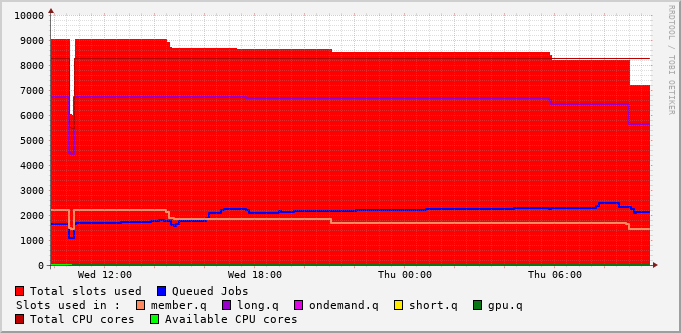 RRDTOOL / TOBI OETIKER
10000
9000
8000
7000
6000
5000
4000
3000
2000
1000
0
Wed 12:00 Wed 18:00 Thu 00:00 Thu 06:00
Total slots used Queued Jobs
Slots used in : member.q long.q ondemand.q short.q gpu.q
Total CPU cores Available CPU cores